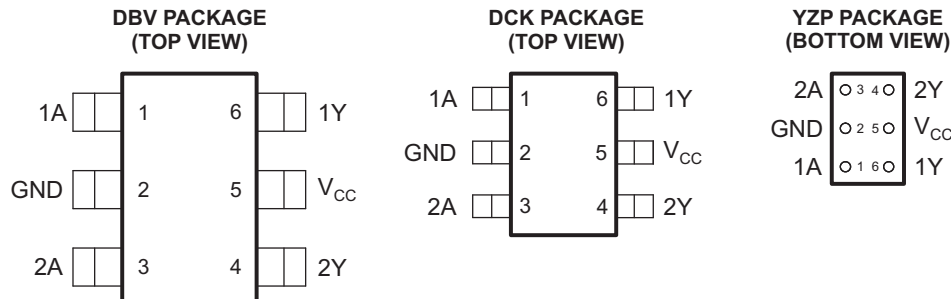 DBV PACKAGE
(TOP VIEW)
1A 1 6 1Y
GND 2 5 VCC
2A 3 4 2Y
DCK PACKAGE
(TOP VIEW)
1A 1 6 1Y
GND 2 5 VCC
2A 3 4 2Y
YZP PACKAGE
(BOTTOM VIEW)
2A 3 4 2Y
GND 2 5 VCC
1A 1 6 1Y